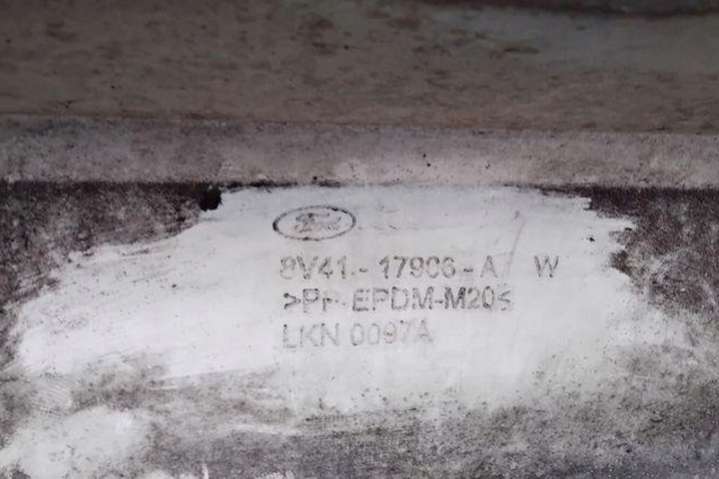 Ford
8V41-17906-A W
>PP-EPDM-M20<
LKN 0097A